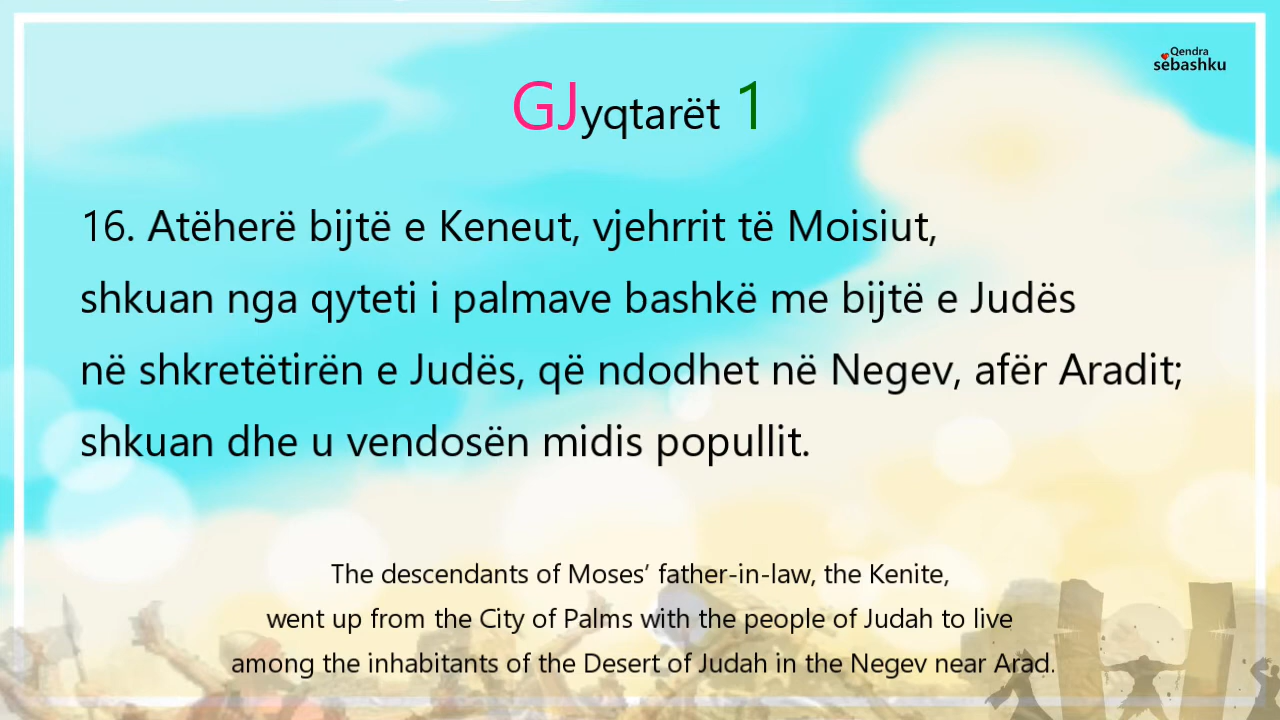 Qendra
sëbashku
GJyqtarët 1
16. Atëherë bijtë e Keneut, vjehrrit të Moisiut,
shkuan nga qyteti i palmave bashkë me bijtë e Judës
në shkretëtirën e Judës, që ndodhet në Negev, afër Aradit;
shkuan dhe u vendosën midis popullit.
The descendants of Moses’ father-in-law, the Kenite,
went up from the City of Palms with the people of Judah to live
among the inhabitants of the Desert of Judah in the Negev near Arad.